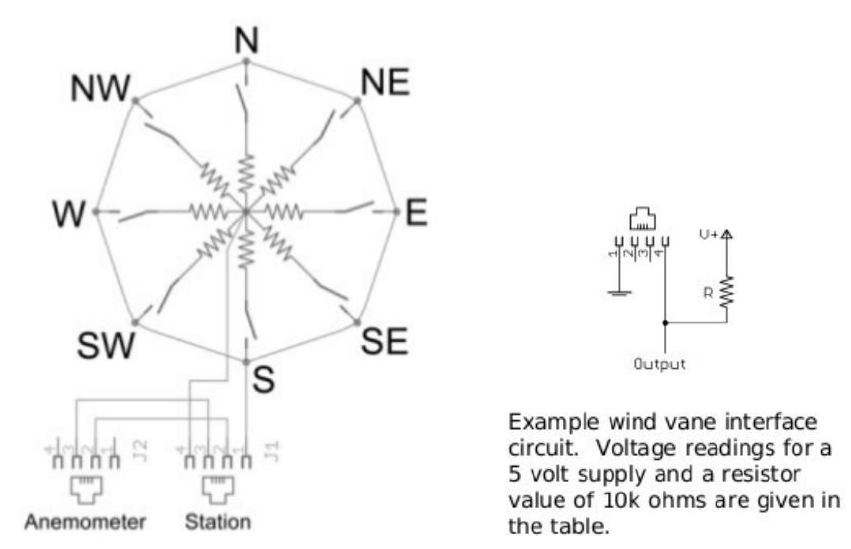 N
NW
NE
W
E
SW
SE
S
4
3
2
1
J2
4
3
2
1
J1
Anemometer
Station
V+
1
2
3
4
R
Output
Example wind vane interface
circuit. Voltage readings for a
5 volt supply and a resistor
value of 10k ohms are given in
the table.